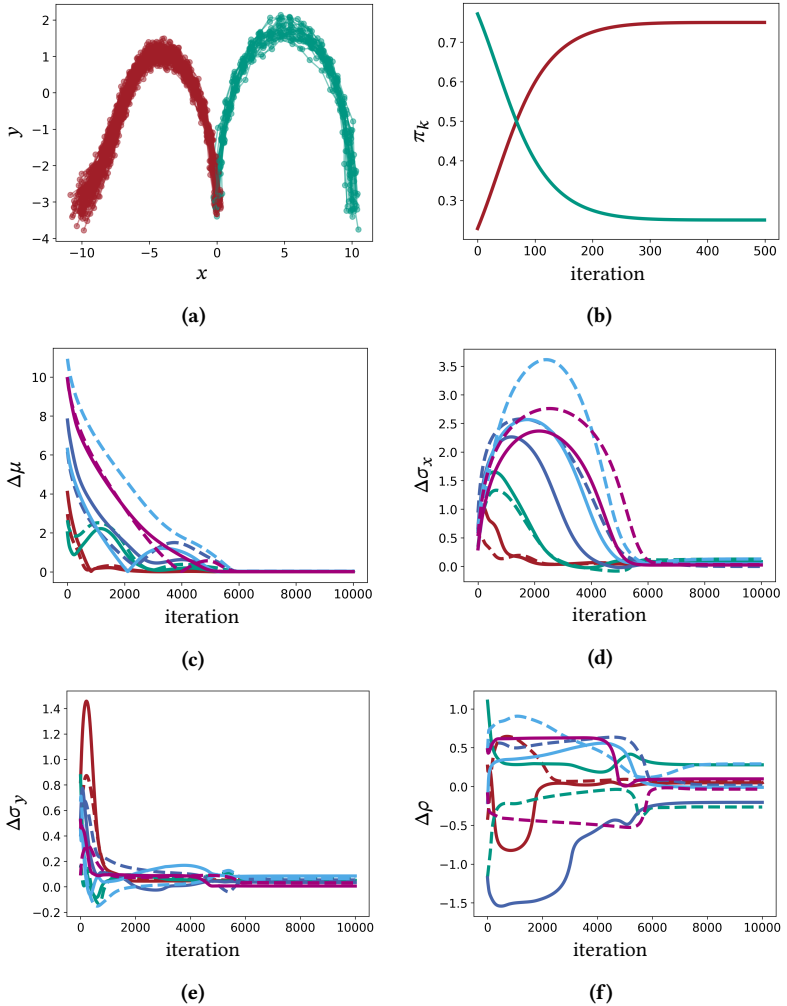 2
1
0
−1
−2
−3
−4
y
−10 −5 0 5 10
x
(a)
0.7
0.6
0.5
0.4
0.3
π_k
0 100 200 300 400 500
iteration
(b)
10
8
6
4
2
0
Δμ
0 2000 4000 6000 8000 10000
iteration
(c)
3.5
3.0
2.5
2.0
1.5
1.0
0.5
0.0
Δσ_x
0 2000 4000 6000 8000 10000
iteration
(d)
1.4
1.2
1.0
0.8
0.6
0.4
0.2
0.0
−0.2
Δσ_y
0 2000 4000 6000 8000 10000
iteration
(e)
1.0
0.5
0.0
−0.5
−1.0
−1.5
Δρ
0 2000 4000 6000 8000 10000
iteration
(f)